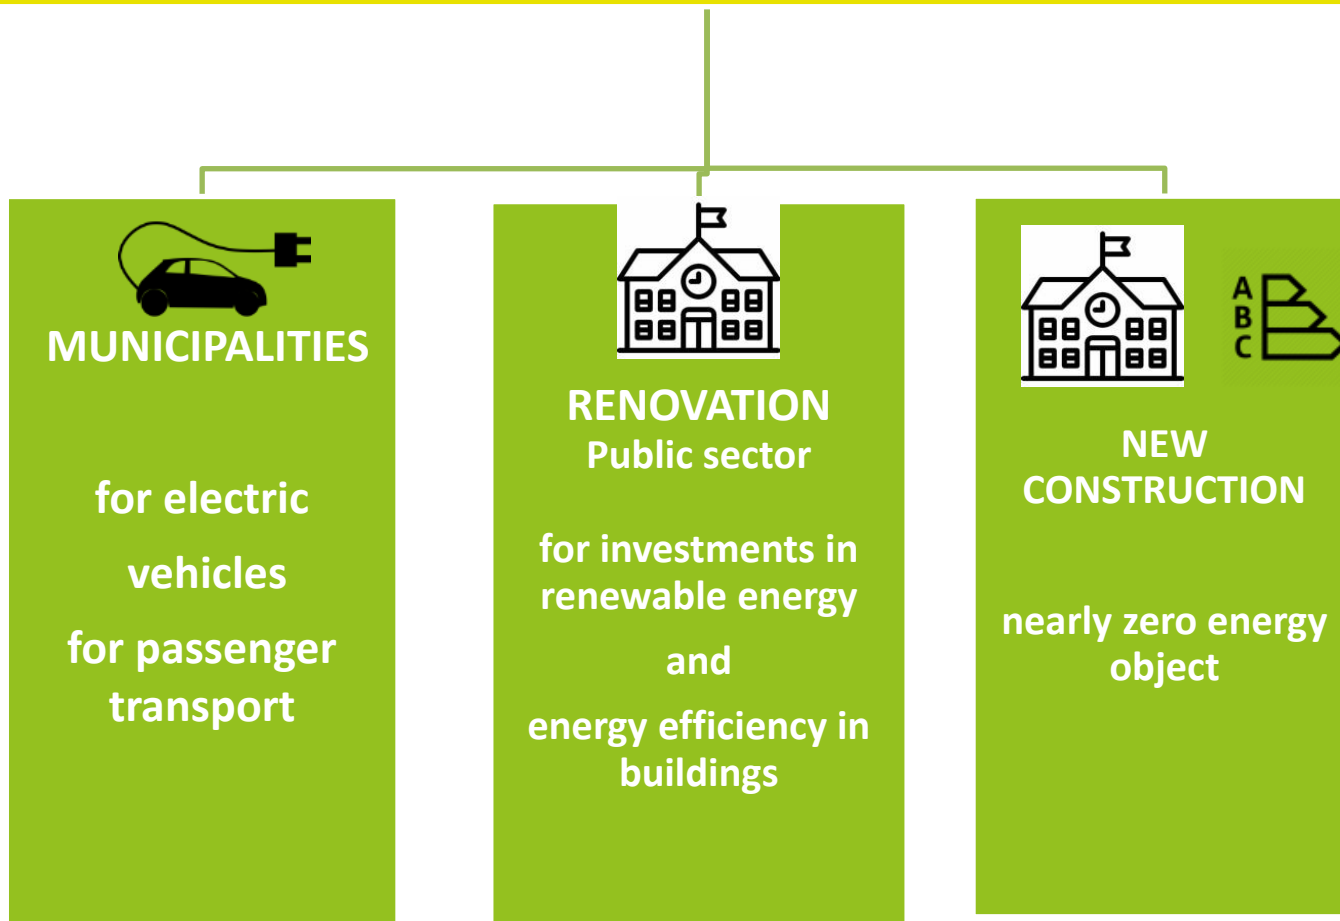 MUNICIPALITIES
for electric
vehicles
for passenger
transport
RENOVATION
Public sector
for investments in
renewable energy
and
energy efficiency in
buildings
A
B
C
NEW
CONSTRUCTION
nearly zero energy
object